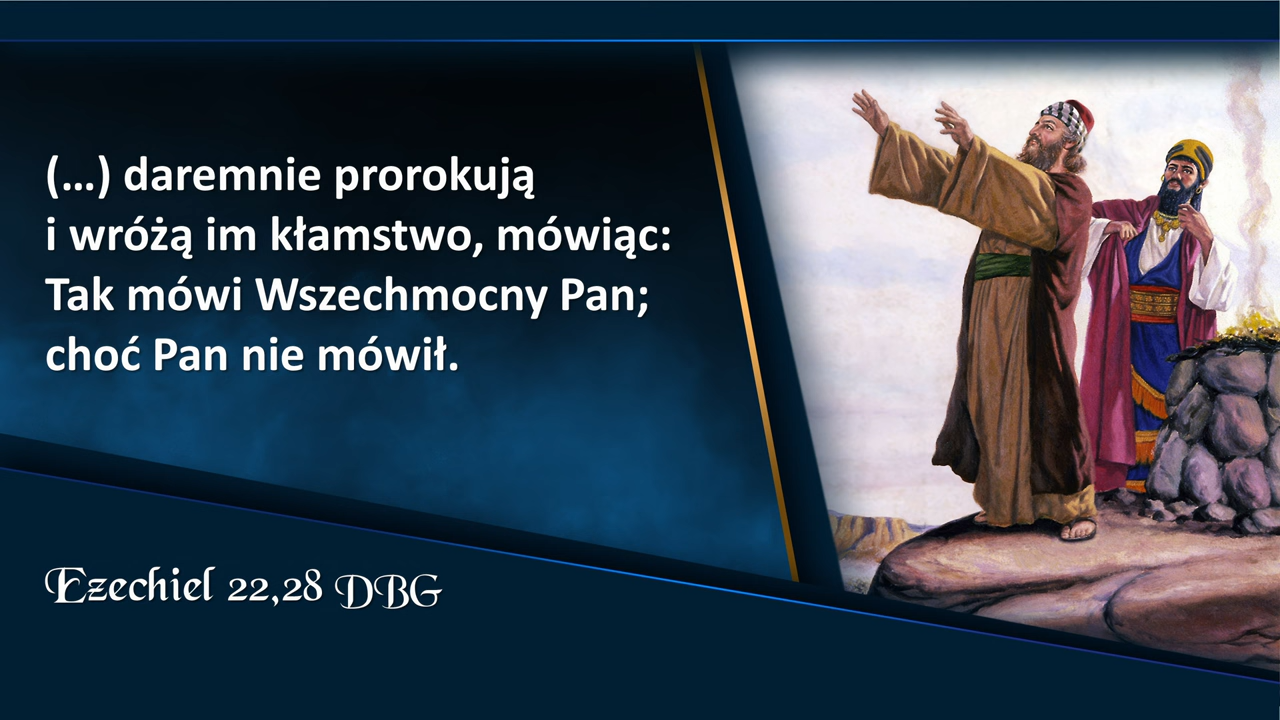 (...) daremnie prorokują
i wróżą im kłamstwo, mówiąc:
Tak mówi Wszechmocny Pan;
choć Pan nie mówił.
Ezechiel 22,28 DBG